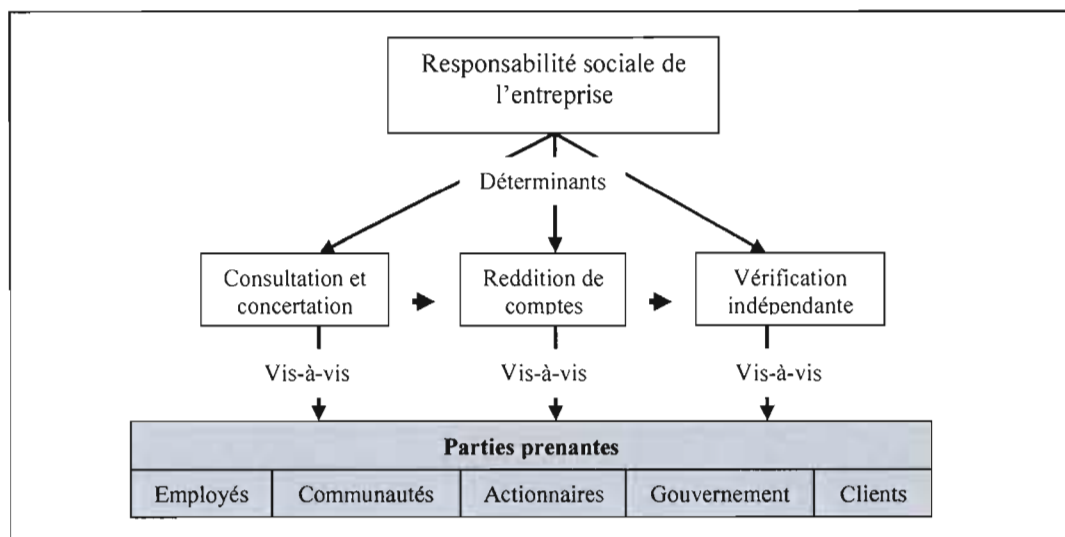 Responsabilité sociale de
l'entreprise
Déterminants
Consultation et
concertation
Reddition de
comptes
Vérification
indépendante
Vis-à-vis
Vis-à-vis
Vis-à-vis
Parties prenantes
Employés
Communautés
Actionnaires
Gouvernement
Clients